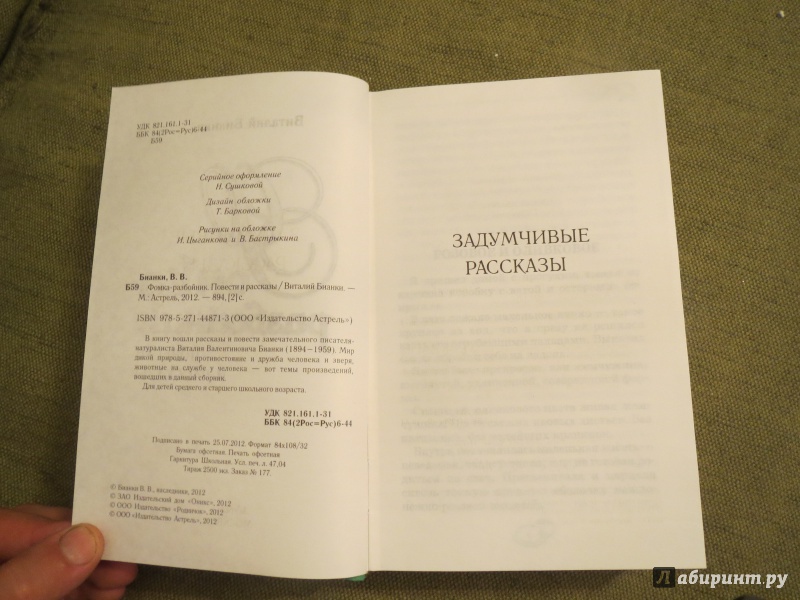 УДК 821.161.1-31
ББК 84(2Рос=Рус)6-44
Б59
Серийное оформление
Н. Сушковой
Дизайн обложки
Т. Барковой
Рисунки на обложке
И. Цыганкова и В. Бастрыкина
Бианки, В. В.
Б59 Фомка-разбойник. Повести и рассказы / Виталий Бианки. —
М.: Астрель, 2012. — 894, [2] с.
ISBN 978-5-271-44871-3 (ООО «Издательство Астрель»)
В книгу вошли рассказы и повести замечательного писателя-
натуралиста Виталия Валентиновича Бианки (1894—1959). Мир
дикой природы, противостояние и дружба человека и зверя,
животные на службе у человека — вот темы произведений,
вошедших в данный сборник.
Для детей среднего и старшего школьного возраста.
УДК 821.161.1-31
ББК 84(2Рос=Рус)6-44
Подписано в печать 25.07.2012. Формат 84х108/32
Бумага офсетная. Печать офсетная
Гарнитура Школьная. Усл. печ. л. 47,04
Тираж 2500 экз. Заказ № 177.
© Бианки В. В., наследники, 2012
© ЗАО Издательский дом «Оникс», 2012
© ООО Издательство «Родничок», 2012
© ООО «Издательство Астрель», 2012
ЗАДУМЧИВЫЕ
РАССКАЗЫ
Лабиринт.ру